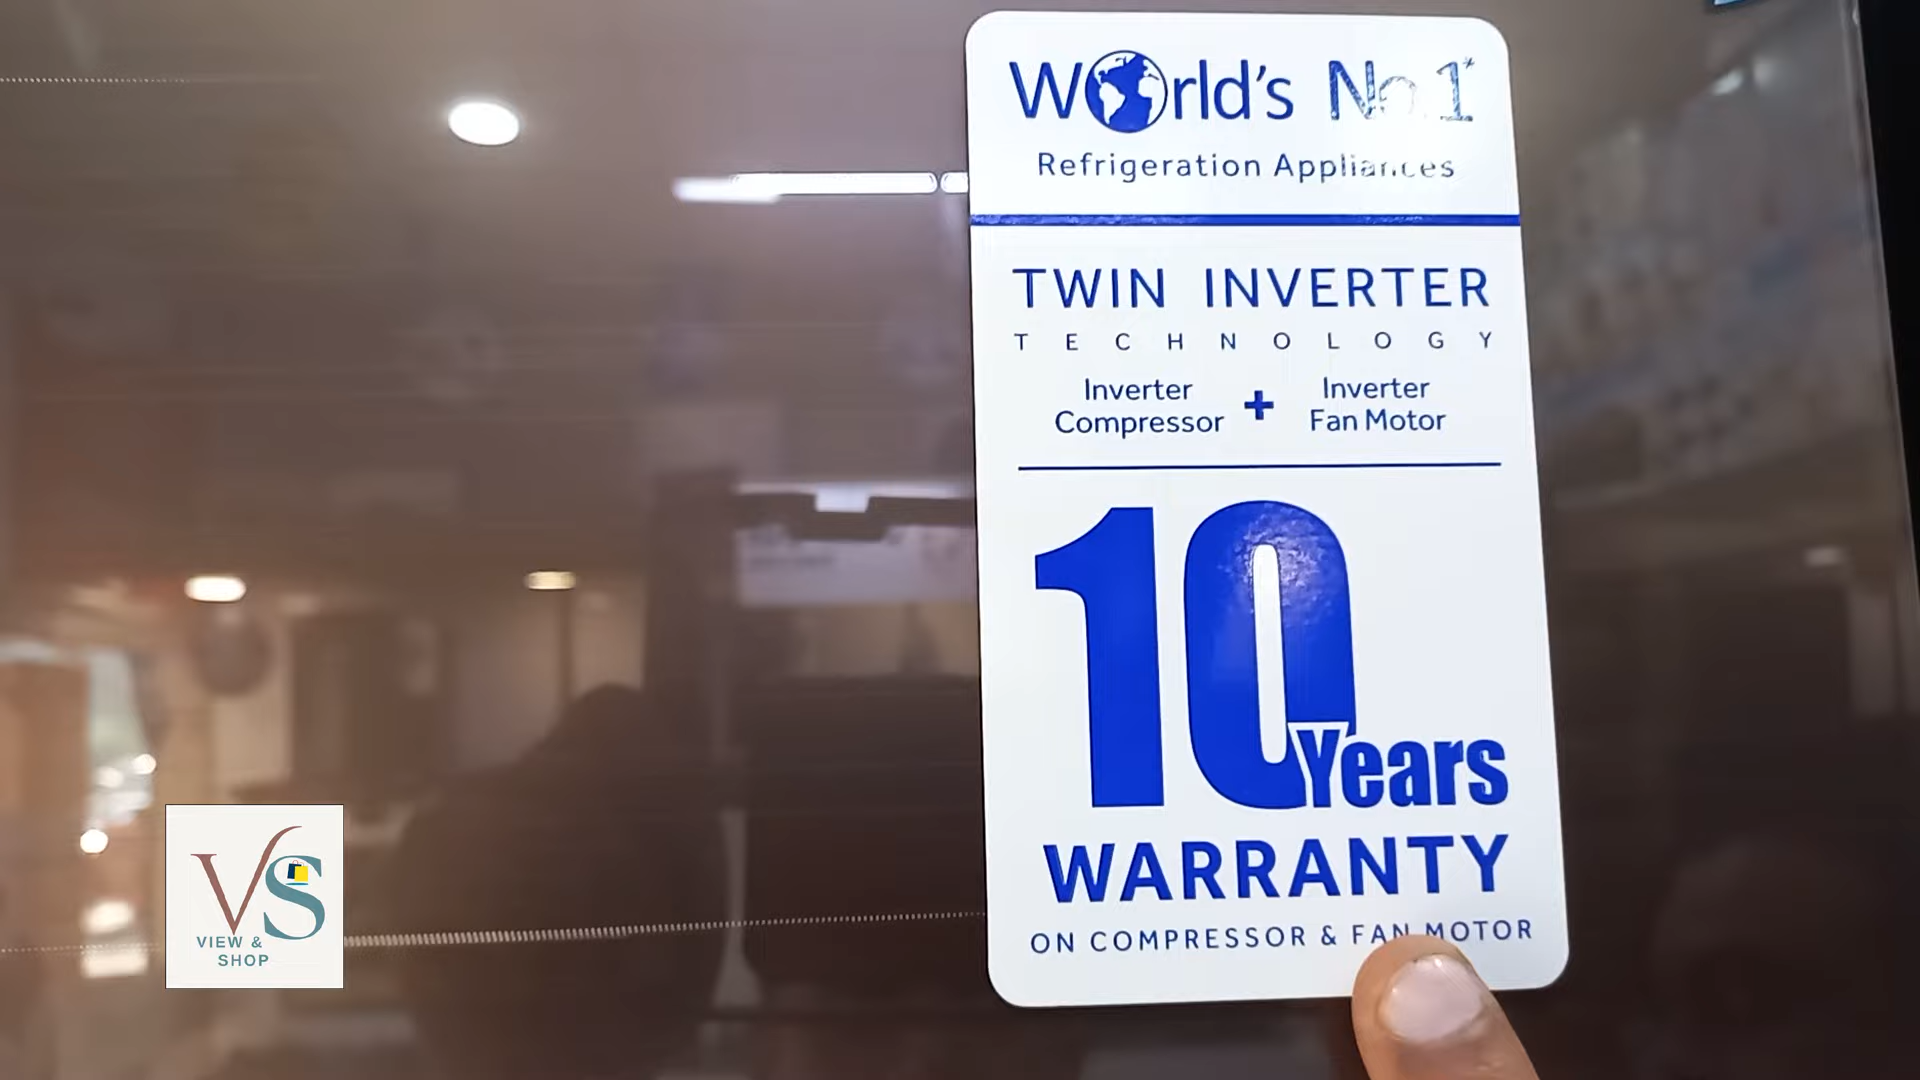 World's No.1*
Refrigeration Appliances
TWIN INVERTER
TECHNOLOGY
Inverter Compressor + Inverter Fan Motor
10 Years
WARRANTY
ON COMPRESSOR & FAN MOTOR
VS
VIEW &
SHOP